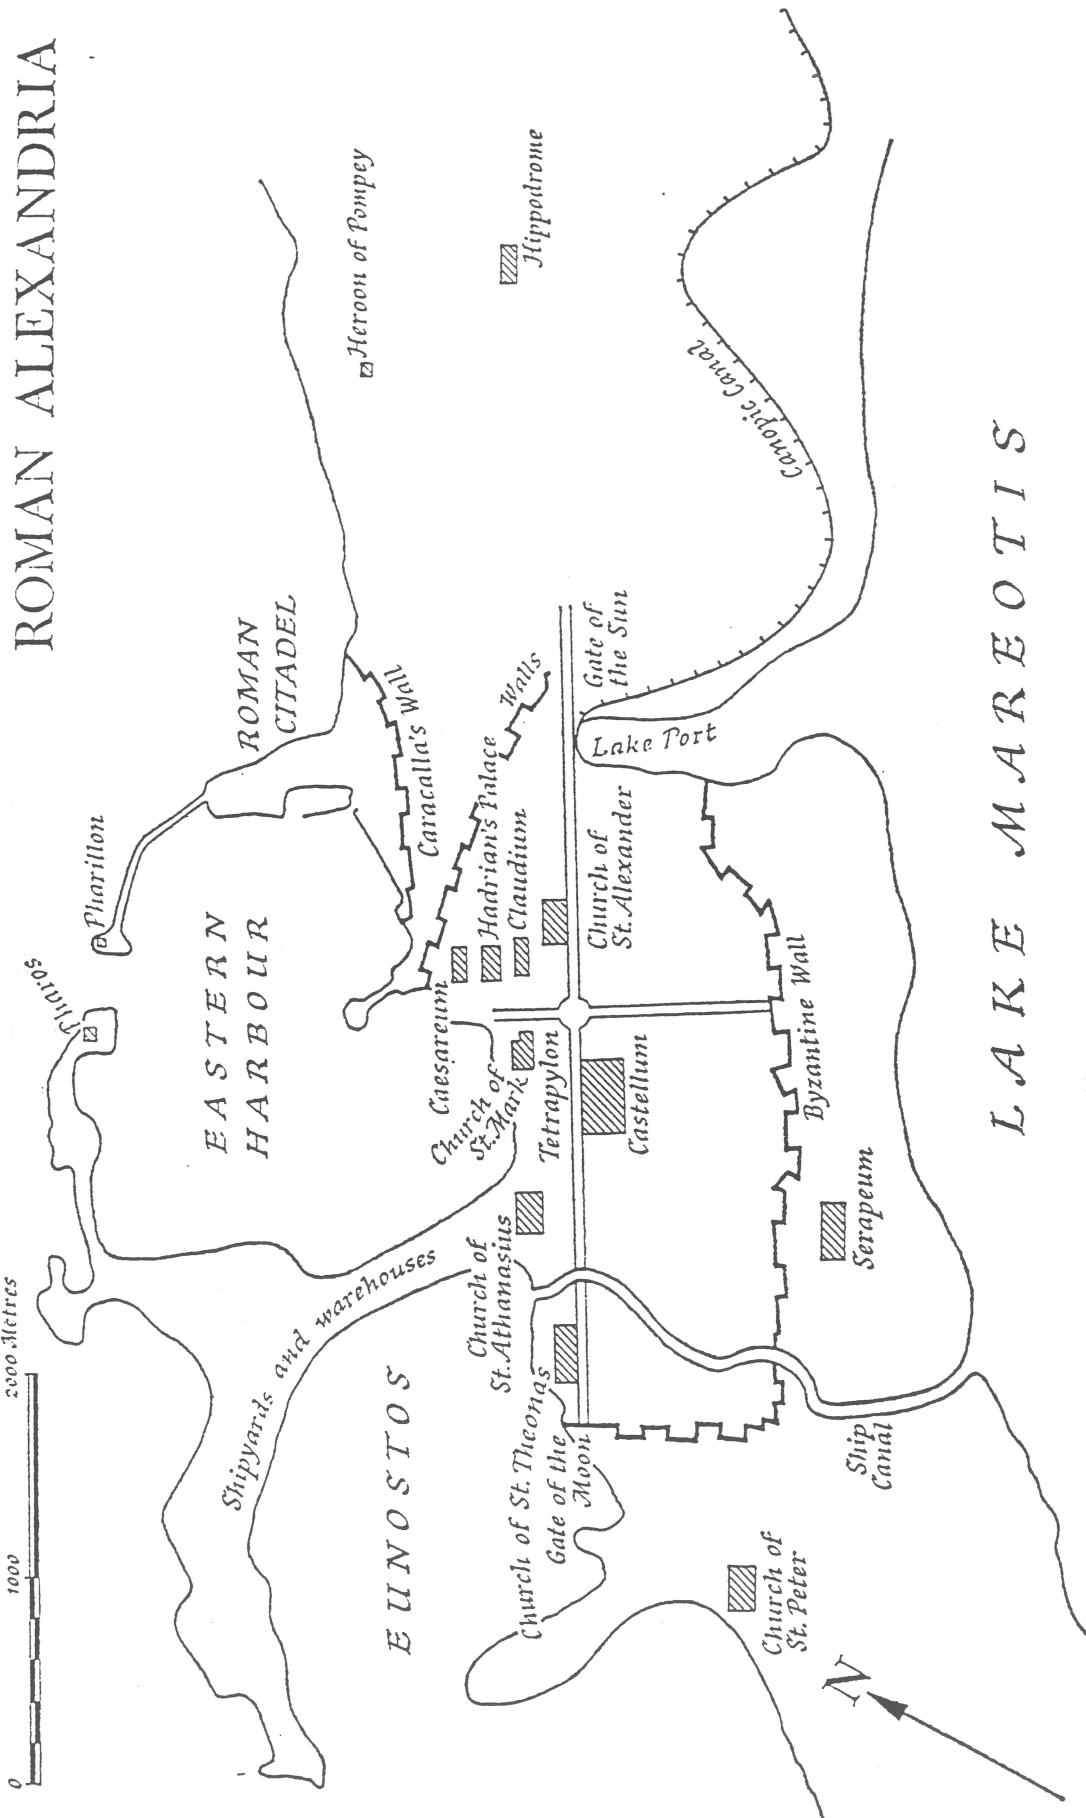 ROMAN ALEXANDRIA
0
1000
2000 Metres
Pharos
Pharillon
EASTERN
HARBOUR
ROMAN
CITADEL
Heroon of Pompey
Hippodrome
Caracalla's Wall
Walls
Hadrian's Palace
Claudium
Caesareum
Gate of
the Sun
Lake Port
Canopic Canal
Church of
St. Alexander
Church of
St. Mark
Tetrapylon
Castellum
Byzantine Wall
Serapeum
Shipyards and warehouses
Church of
St. Athanasius
EUNOSTOS
Church of St. Theonas
Gate of the
Moon
Ship
Canal
Church of
St. Peter
LAKE MAREOTIS
N